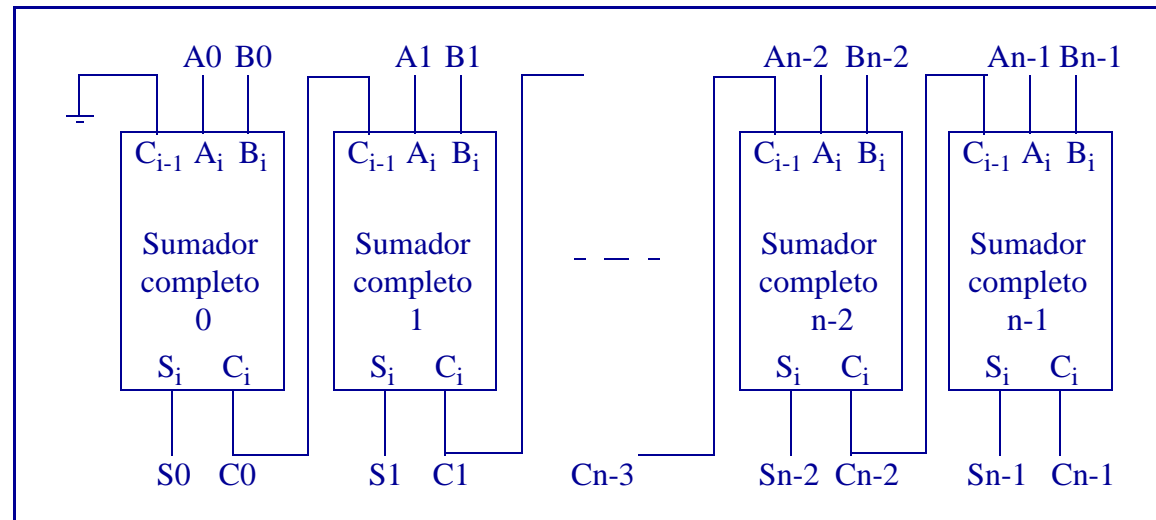 A0 B0 A1 B1 An-2 Bn-2 An-1 Bn-1
Ci-1 Ai Bi Ci-1 Ai Bi Ci-1 Ai Bi Ci-1 Ai Bi
Sumador Sumador Sumador Sumador
completo completo completo completo
0 1 n-2 n-1
Si Ci Si Ci Si Ci Si Ci
S0 C0 S1 C1 Cn-3 Sn-2 Cn-2 Sn-1 Cn-1